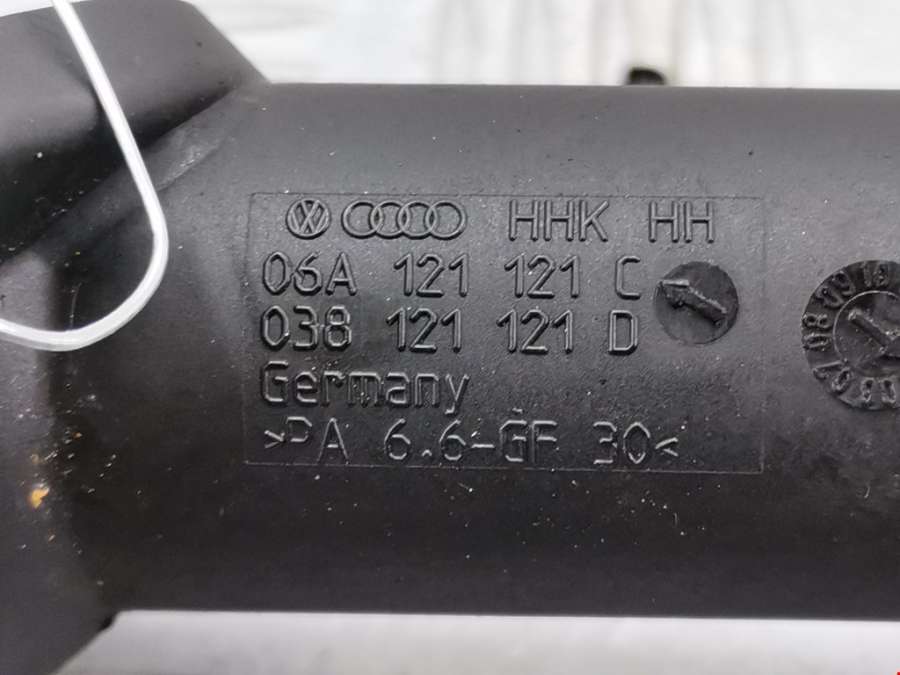 HHK HH
06A 121 121 C
038 121 121 D
Germany
>PA 6.6-GF 30<